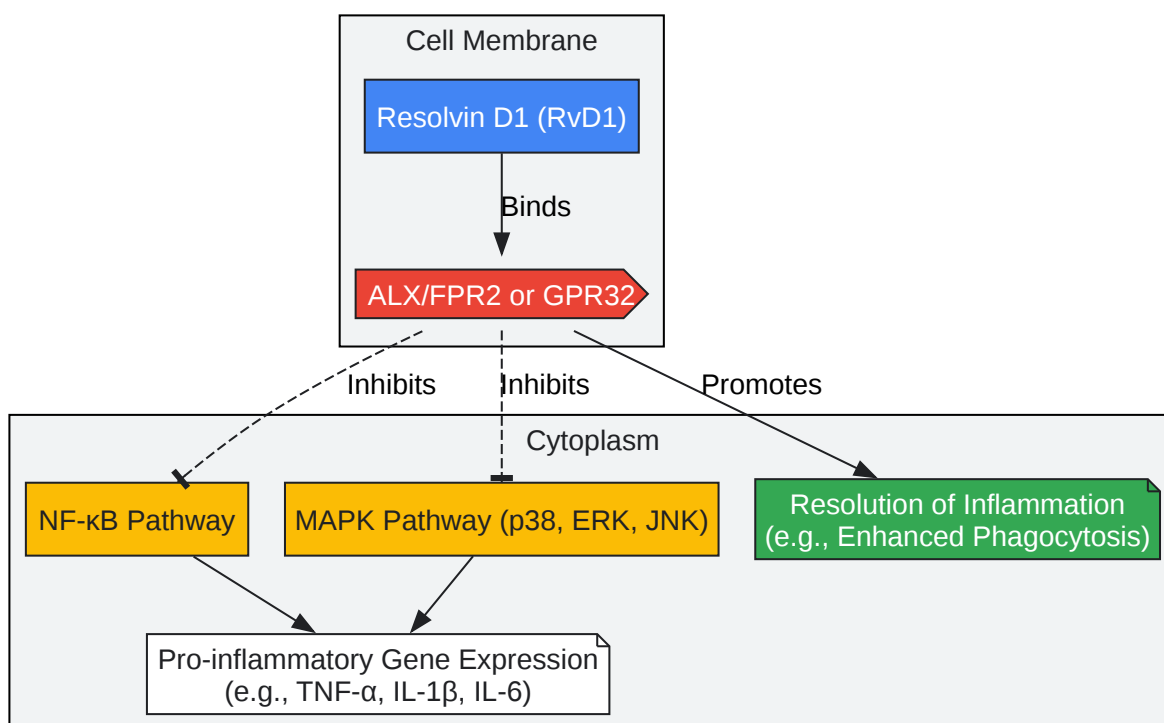 Cell Membrane
Resolvin D1 (RvD1)
Binds
ALX/FPR2 or GPR32
Inhibits
Inhibits
Promotes
Cytoplasm
NF-κB Pathway
MAPK Pathway (p38, ERK, JNK)
Resolution of Inflammation
(e.g., Enhanced Phagocytosis)
Pro-inflammatory Gene Expression
(e.g., TNF-α, IL-1β, IL-6)